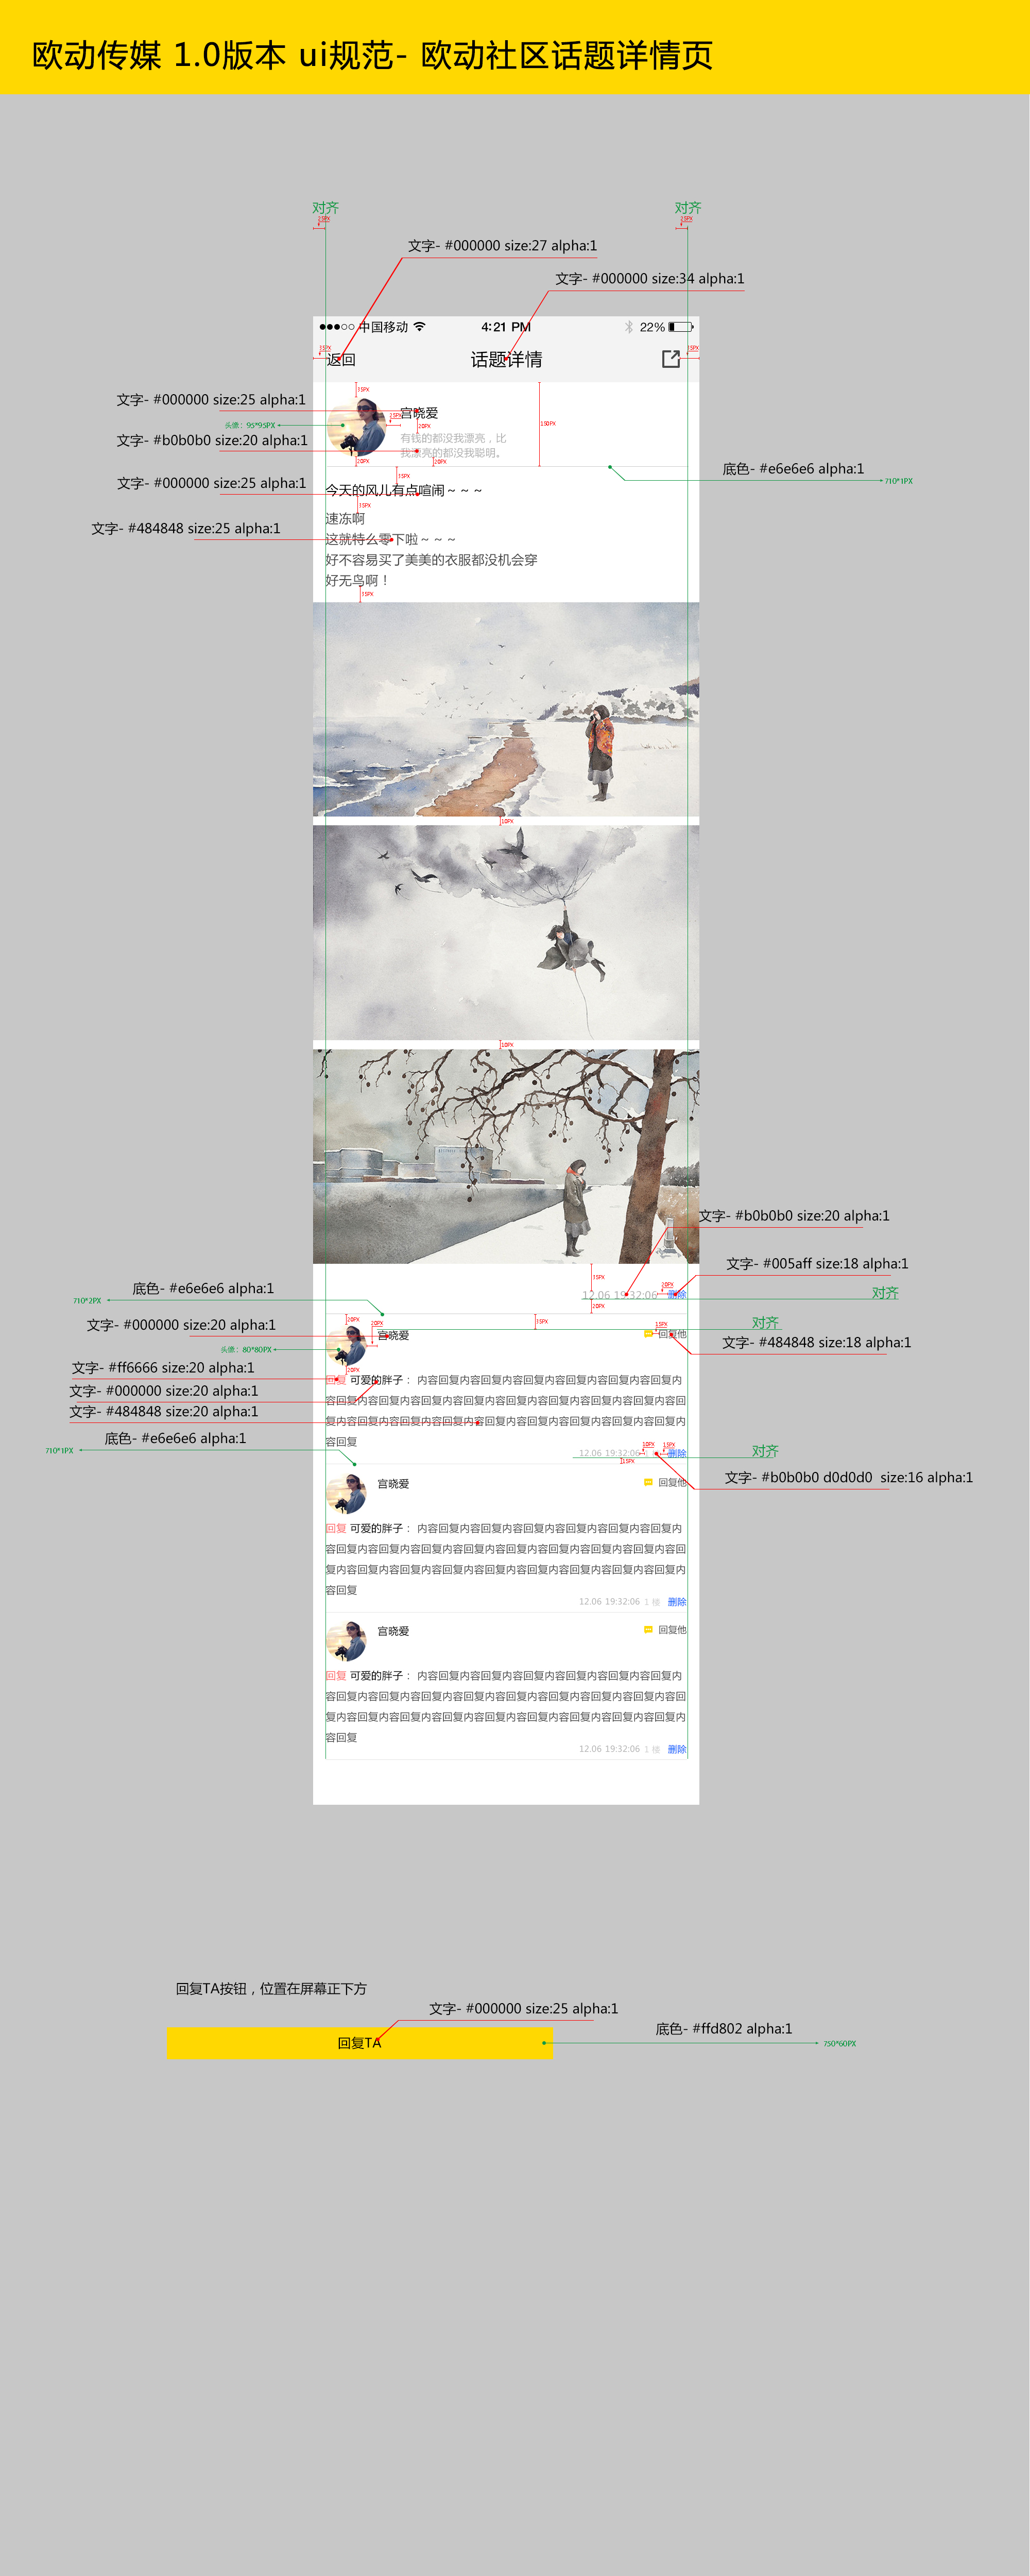 欧动传媒 1.0版本 ui规范- 欧动社区话题详情页
对齐
对齐
25PX
25PX
文字- #000000 size:27 alpha:1
文字- #000000 size:34 alpha:1
中国移动
4:21 PM
22%
返回
话题详情
文字- #000000 size:25 alpha:1
宫晓爱
头像：95*95PX
文字- #b0b0b0 size:20 alpha:1
有钱的都没我漂亮，比
我漂亮的都没我聪明。
35PX
25PX
20PX
150PX
20PX
20PX
底色- #e6e6e6 alpha:1
710*1PX
文字- #000000 size:25 alpha:1
35PX
今天的风儿有点喧闹～～～
35PX
速冻啊
文字- #484848 size:25 alpha:1
这就特么零下啦～～～
好不容易买了美美的衣服都没机会穿
好无鸟啊！
35PX
10PX
10PX
文字- #b0b0b0 size:20 alpha:1
文字- #005aff size:18 alpha:1
35PX
20PX
底色- #e6e6e6 alpha:1
12.06 19:32:06
删除
对齐
710*2PX
20PX
文字- #000000 size:20 alpha:1
20PX
20PX
35PX
15PX
对齐
宫晓爱
回复他
文字- #484848 size:18 alpha:1
头像：80*80PX
20PX
文字- #ff6666 size:20 alpha:1
回复 可爱的胖子： 内容回复内容回复内容回复内容回复内容回复内容回复内
文字- #000000 size:20 alpha:1
容回复内容回复内容回复内容回复内容回复内容回复内容回复内容回复内容回
文字- #484848 size:20 alpha:1
复内容回复内容回复内容回复内容回复内容回复内容回复内容回复内容回复内
容回复
底色- #e6e6e6 alpha:1
710*1PX
15PX
对齐
12.06 19:32:06
删除
15PX
文字- #b0b0b0 d0d0d0 size:16 alpha:1
宫晓爱
回复他
回复 可爱的胖子： 内容回复内容回复内容回复内容回复内容回复内容回复内
容回复内容回复内容回复内容回复内容回复内容回复内容回复内容回复内容回
复内容回复内容回复内容回复内容回复内容回复内容回复内容回复内容回复内
容回复
12.06 19:32:06 1 楼 删除
宫晓爱
回复他
回复 可爱的胖子： 内容回复内容回复内容回复内容回复内容回复内容回复内
容回复内容回复内容回复内容回复内容回复内容回复内容回复内容回复内容回
复内容回复内容回复内容回复内容回复内容回复内容回复内容回复内容回复内
容回复
12.06 19:32:06 1 楼 删除
回复TA按钮，位置在屏幕正下方
文字- #000000 size:25 alpha:1
底色- #ffd802 alpha:1
回复TA
750*60PX